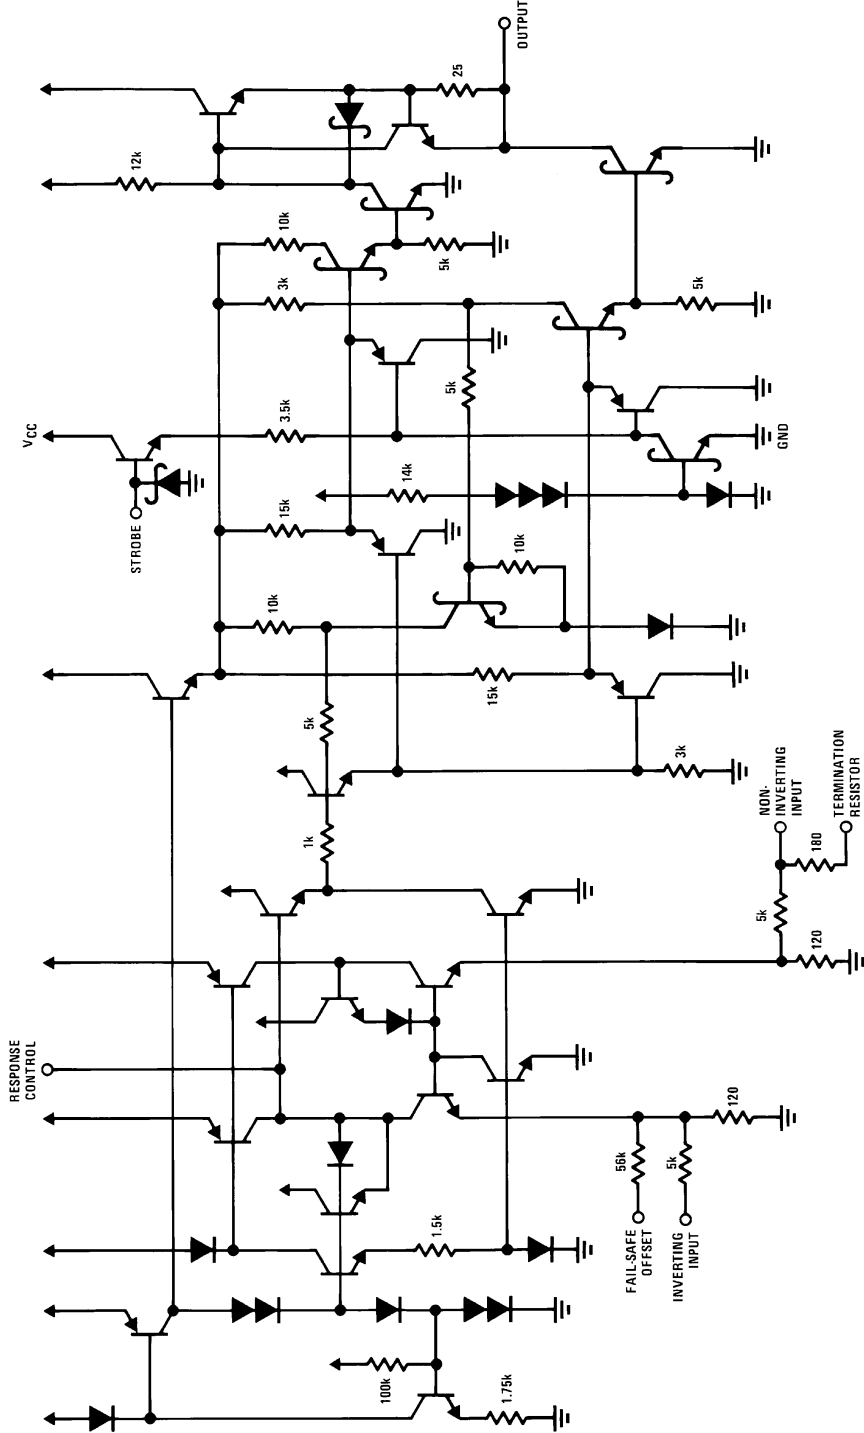 OUTPUT
25
12k
10k
5k
3k
5k
5k
VCC
3.5k
GND
14k
STROBE
15k
10k
10k
15k
5k
3k
1k
NON-
INVERTING
INPUT
TERMINATION
RESISTOR
180
5k
120
RESPONSE
CONTROL
120
56k
5k
FAIL-SAFE
OFFSET
INVERTING
INPUT
1.5k
100k
1.75k